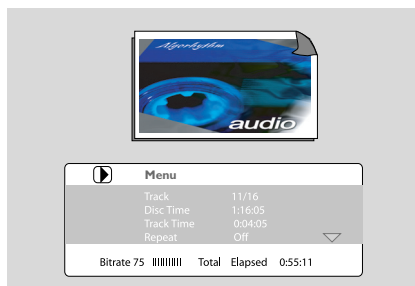 Algorhythm
audio
Menu
Track 11/16
Disc Time 1:16:05
Track Time 0:04:05
Repeat Off
Bitrate 75 Total Elapsed 0:55:11